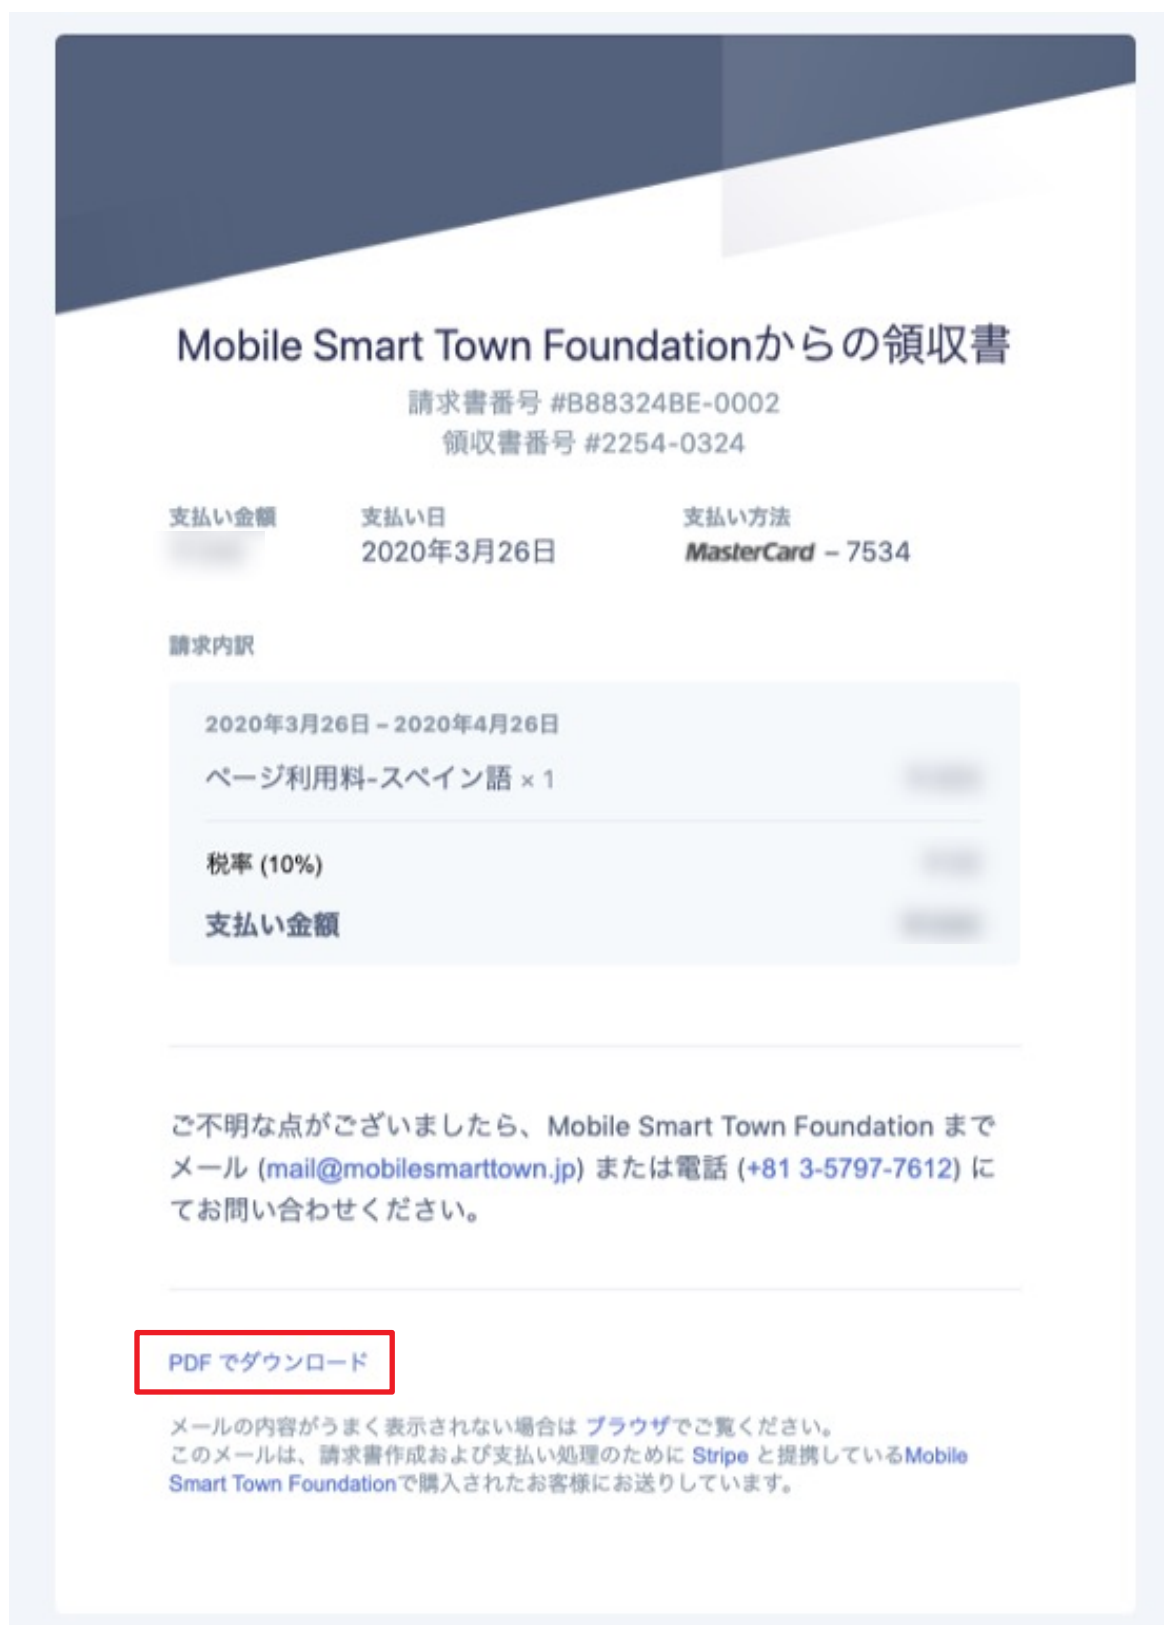 Mobile Smart Town Foundationからの領収書
請求書番号 #B88324BE-0002
領収書番号 #2254-0324
支払い金額 支払い日 支払い方法
2020年3月26日 MasterCard – 7534
請求内訳
2020年3月26日 – 2020年4月26日
ページ利用料-スペイン語 × 1
税率 (10%)
支払い金額
ご不明な点がございましたら、Mobile Smart Town Foundation まで
メール (mail@mobilesmarttown.jp) または電話 (+81 3-5797-7612) に
てお問い合わせください。
PDF でダウンロード
メールの内容がうまく表示されない場合は ブラウザでご覧ください。
このメールは、請求書作成および支払い処理のために Stripe と提携しているMobile
Smart Town Foundationで購入されたお客様にお送りしています。